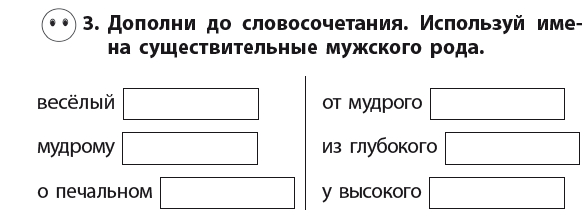 3. Дополни до словосочетания. Используй име-
на существительные мужского рода.
весёлый
мудрому
о печальном
от мудрого
из глубокого
у высокого